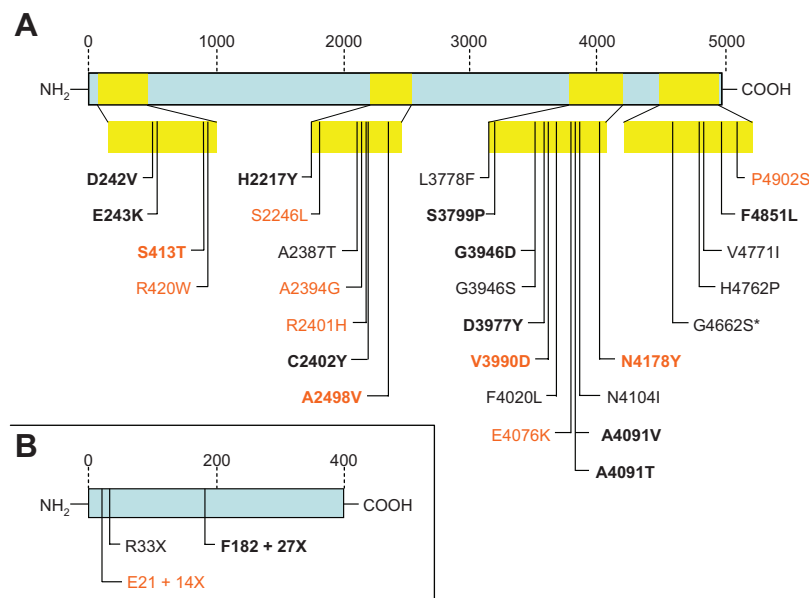 A
0 1000 2000 3000 4000 5000
NH2 COOH
D242V H2217Y L3778F P4902S
E243K S2246L S3799P F4851L
S413T A2387T G3946D V4771I
R420W A2394G G3946S H4762P
R2401H D3977Y G4662S*
C2402Y V3990D N4178Y
A2498V F4020L N4104I
E4076K A4091V
A4091T
B
0 200 400
NH2 COOH
R33X F182 + 27X
E21 + 14X